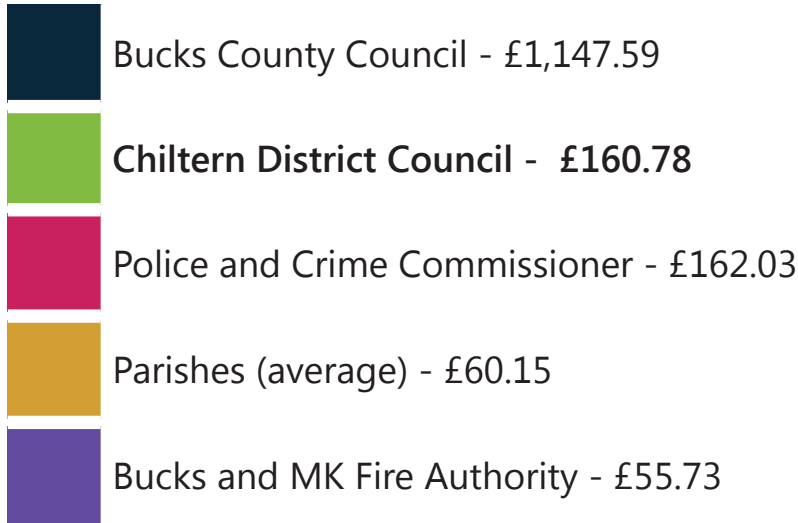 Bucks County Council - £1,147.59
Chiltern District Council - £160.78
Police and Crime Commissioner - £162.03
Parishes (average) - £60.15
Bucks and MK Fire Authority - £55.73